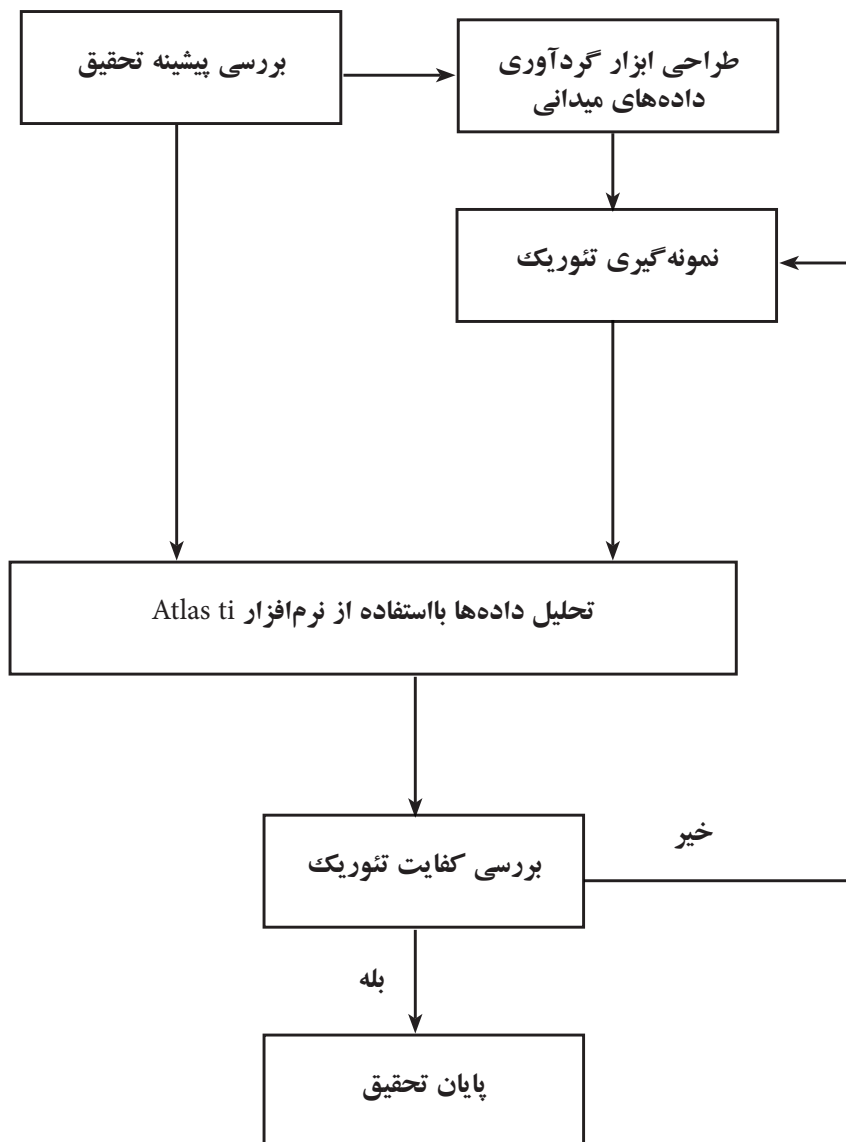 بررسی پیشینه تحقیق
طراحی ابزار گردآوری
داده‌های میدانی
نمونه‌گیری تئوریک
تحلیل داده‌ها بااستفاده از نرم‌افزار Atlas ti
بررسی کفایت تئوریک
خیر
بله
پایان تحقیق